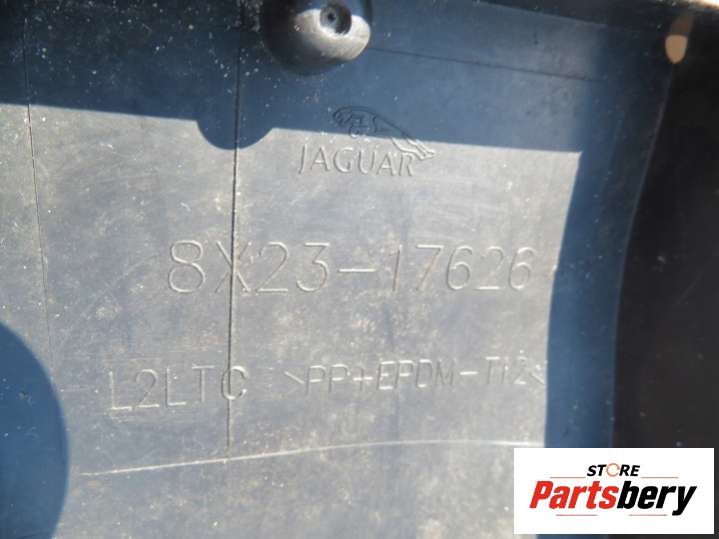 JAGUAR
8X23-17626
L2LTC >PP+EPDM-T12<
STORE
Partsbery